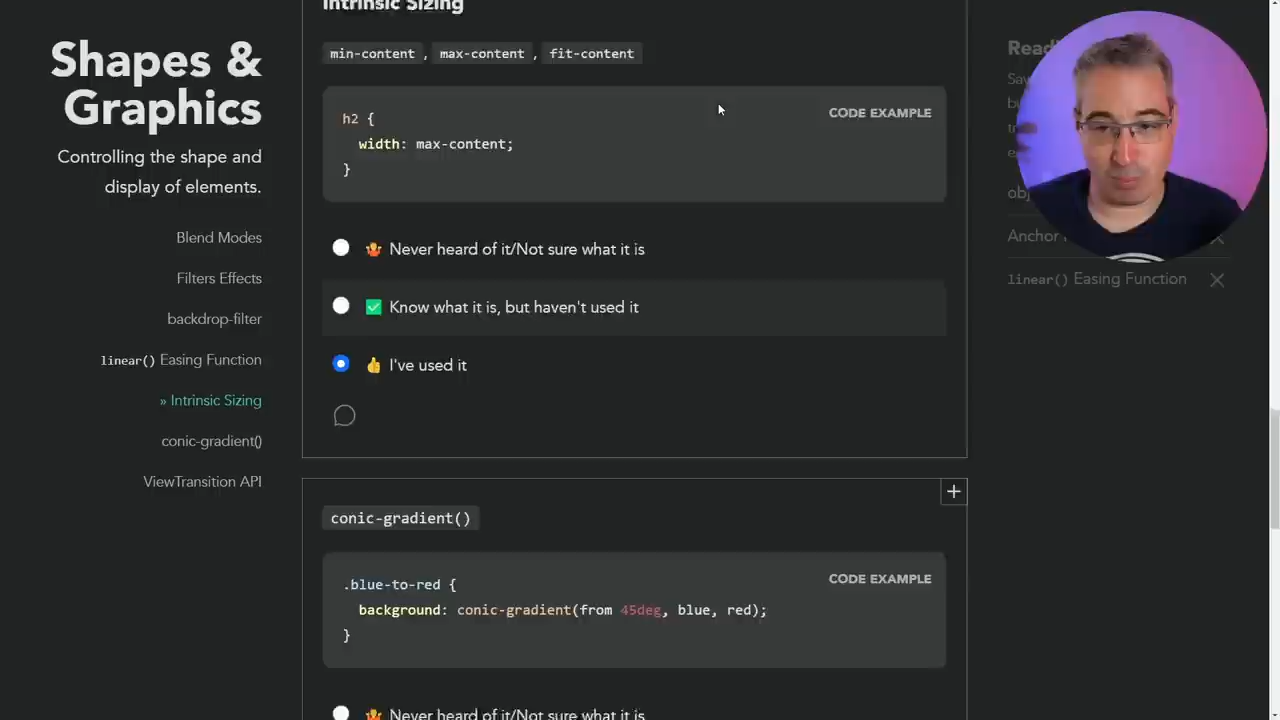 Shapes &
Graphics
Controlling the shape and
display of elements.
Blend Modes
Filters Effects
backdrop-filter
linear() Easing Function
» Intrinsic Sizing
conic-gradient()
ViewTransition API
Intrinsic Sizing
min-content , max-content , fit-content
CODE EXAMPLE
h2 {
width: max-content;
}
🤷 Never heard of it/Not sure what it is
✅ Know what it is, but haven't used it
👍 I've used it
+
conic-gradient()
CODE EXAMPLE
.blue-to-red {
background: conic-gradient(from 45deg, blue, red);
}
🤷 Never heard of it/Not sure what it is
linear() Easing Function